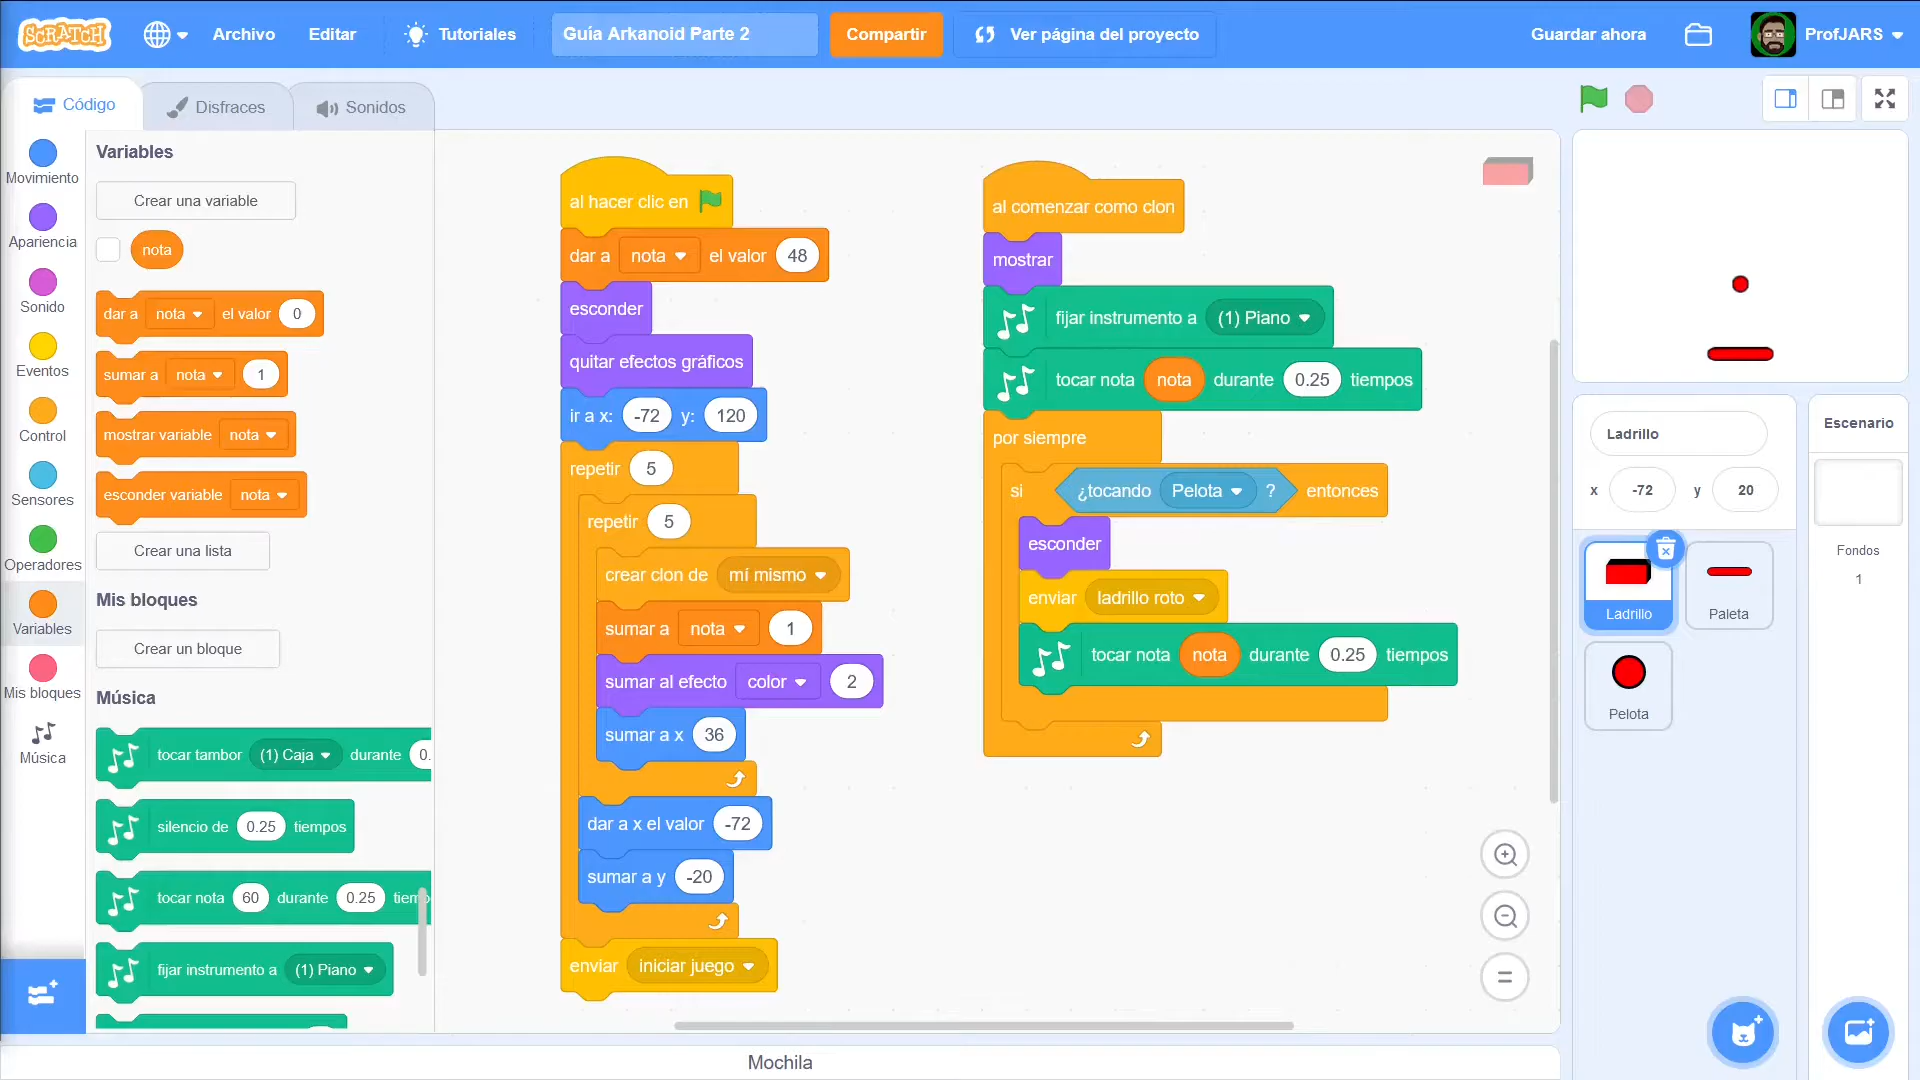 SCRATCH
Archivo
Editar
Tutoriales
Guía Arkanoid Parte 2
Compartir
Ver página del proyecto
Guardar ahora
ProfJARS
Código
Disfraces
Sonidos
Movimiento
Apariencia
Sonido
Eventos
Control
Sensores
Operadores
Variables
Mis bloques
Música
Variables
Crear una variable
nota
dar a nota el valor 0
sumar a nota 1
mostrar variable nota
esconder variable nota
Crear una lista
Mis bloques
Crear un bloque
Música
tocar tambor (1) Caja durante 0.
silencio de 0.25 tiempos
tocar nota 60 durante 0.25 tiemp
fijar instrumento a (1) Piano
al hacer clic en
dar a nota el valor 48
esconder
quitar efectos gráficos
ir a x: -72 y: 120
repetir 5
repetir 5
crear clon de mí mismo
sumar a nota 1
sumar al efecto color 2
sumar a x 36
dar a x el valor -72
sumar a y -20
enviar iniciar juego
al comenzar como clon
mostrar
fijar instrumento a (1) Piano
tocar nota nota durante 0.25 tiempos
por siempre
si ¿tocando Pelota ? entonces
esconder
enviar ladrillo roto
tocar nota nota durante 0.25 tiempos
Ladrillo
x -72 y 20
Ladrillo
Paleta
Pelota
Escenario
Fondos
1
Mochila